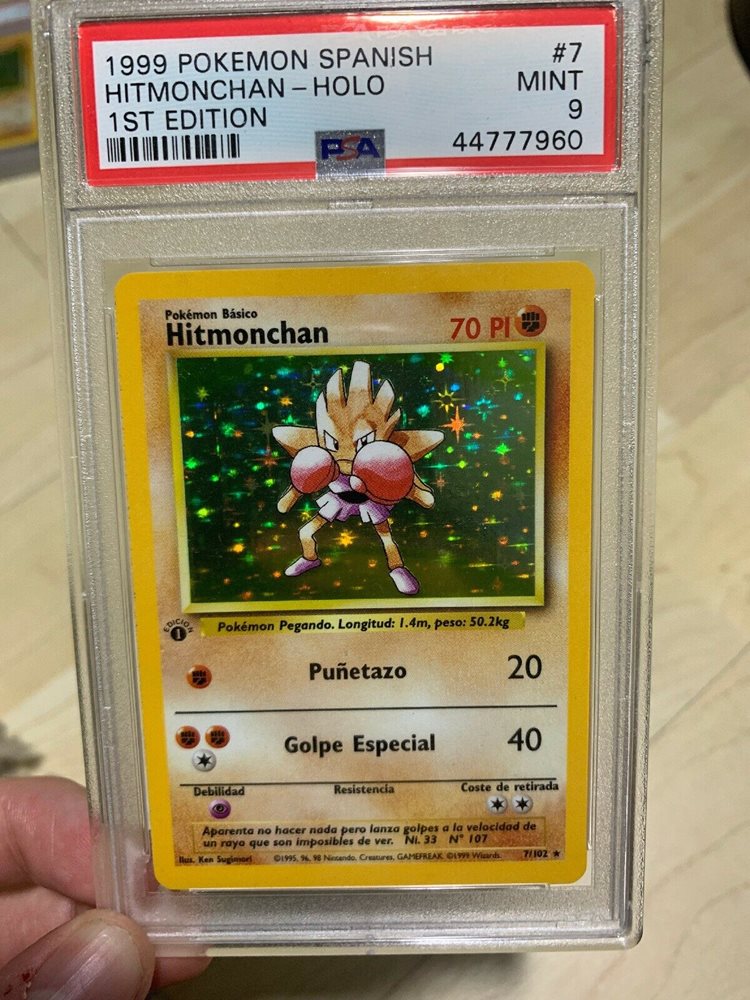 1999 POKEMON SPANISH #7
HITMONCHAN - HOLO MINT
1ST EDITION 9
PSA 44777960
Pokémon Básico
Hitmonchan 70 PI
EDICION
1
Pokémon Pegando. Longitud: 1.4m, peso: 50.2kg
Puñetazo 20
Golpe Especial 40
Debilidad Resistencia Coste de retirada
Aparenta no hacer nada pero lanza golpes a la velocidad de
un rayo que son imposibles de ver. Ni. 33 Nº 107
Ilus. Ken Sugimori ©1995, 96, 98 Nintendo, Creatures, GAMEFREAK. ©1999 Wizards. 7/102 ★